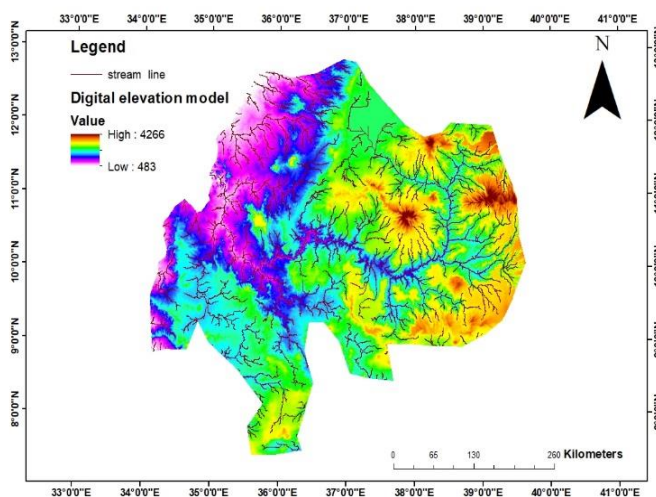 33°0'0"E 34°0'0"E 35°0'0"E 36°0'0"E 37°0'0"E 38°0'0"E 39°0'0"E 40°0'0"E 41°0'0"E
Legend
stream line
Digital elevation model
Value
High : 4266
Low : 483
N
13°0'0"N
12°0'0"N
11°0'0"N
10°0'0"N
9°0'0"N
8°0'0"N
0 65 130 260 Kilometers
33°0'0"E 34°0'0"E 35°0'0"E 36°0'0"E 37°0'0"E 38°0'0"E 39°0'0"E 40°0'0"E 41°0'0"E